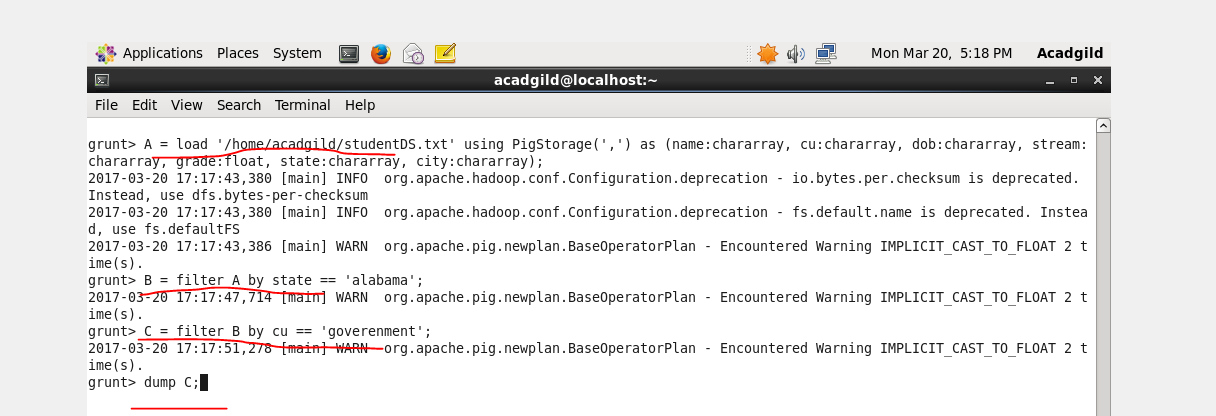 Applications Places System Mon Mar 20, 5:18 PM Acadgild
acadgild@localhost:~
File Edit View Search Terminal Help
grunt> A = load '/home/acadgild/studentDS.txt' using PigStorage(',') as (name:chararray, cu:chararray, dob:chararray, stream:
chararray, grade:float, state:chararray, city:chararray);
2017-03-20 17:17:43,380 [main] INFO  org.apache.hadoop.conf.Configuration.deprecation - io.bytes.per.checksum is deprecated.
Instead, use dfs.bytes-per-checksum
2017-03-20 17:17:43,380 [main] INFO  org.apache.hadoop.conf.Configuration.deprecation - fs.default.name is deprecated. Instea
d, use fs.defaultFS
2017-03-20 17:17:43,386 [main] WARN  org.apache.pig.newplan.BaseOperatorPlan - Encountered Warning IMPLICIT_CAST_TO_FLOAT 2 t
ime(s).
grunt> B = filter A by state == 'alabama';
2017-03-20 17:17:47,714 [main] WARN  org.apache.pig.newplan.BaseOperatorPlan - Encountered Warning IMPLICIT_CAST_TO_FLOAT 2 t
ime(s).
grunt> C = filter B by cu == 'goverenment';
2017-03-20 17:17:51,278 [main] WARN  org.apache.pig.newplan.BaseOperatorPlan - Encountered Warning IMPLICIT_CAST_TO_FLOAT 2 t
ime(s).
grunt> dump C;